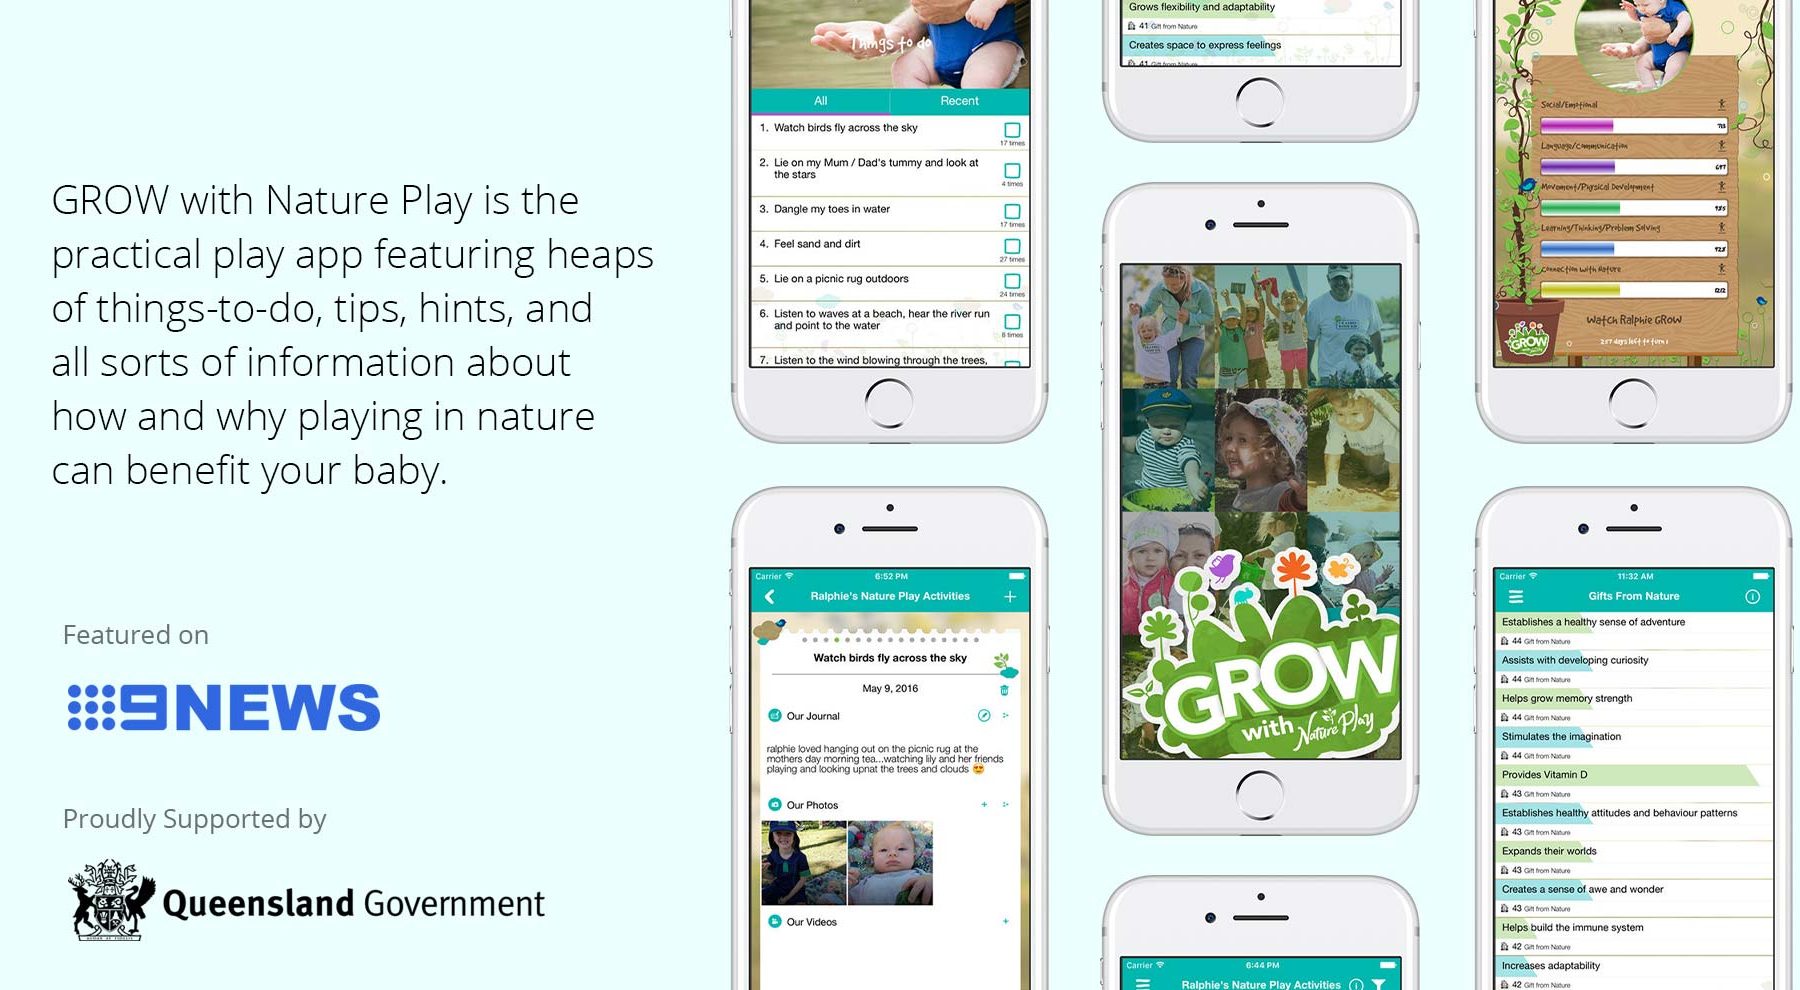 GROW with Nature Play is the
practical play app featuring heaps
of things-to-do, tips, hints, and
all sorts of information about
how and why playing in nature
can benefit your baby.
Featured on
9NEWS
Proudly Supported by
Queensland Government
Things to do
All Recent
1. Watch birds fly across the sky
17 times
2. Lie on my Mum / Dad's tummy and look at
the stars
4 times
3. Dangle my toes in water
17 times
4. Feel sand and dirt
27 times
5. Lie on a picnic rug outdoors
24 times
6. Listen to waves at a beach, hear the river run
and point to the water
8 times
7. Listen to the wind blowing through the trees,
Carrier 6:52 PM
Ralphie's Nature Play Activities
Watch birds fly across the sky
May 9, 2016
Our Journal
ralphie loved hanging out on the picnic rug at the
mothers day morning tea...watching lily and her friends
playing and looking upnat the trees and clouds 😍
Our Photos
Our Videos
Grows flexibility and adaptability
41 Gift from Nature
Creates space to express feelings
41 Gift from Nature
GROW
with Nature Play
Carrier 6:44 PM
Ralphie's Nature Play Activities
Social/Emotional
Language/Communication
697
Movement/Physical Development
985
Learning/Thinking/Problem Solving
928
Connection with Nature
1212
Watch Ralphie GROW
257 days left to turn 1
GROW
Carrier 11:32 AM
Gifts From Nature
Establishes a healthy sense of adventure
44 Gift from Nature
Assists with developing curiosity
44 Gift from Nature
Helps grow memory strength
44 Gift from Nature
Stimulates the imagination
44 Gift from Nature
Provides Vitamin D
43 Gift from Nature
Establishes healthy attitudes and behaviour patterns
43 Gift from Nature
Expands their worlds
43 Gift from Nature
Creates a sense of awe and wonder
43 Gift from Nature
Helps build the immune system
42 Gift from Nature
Increases adaptability
42 Gift from Nature